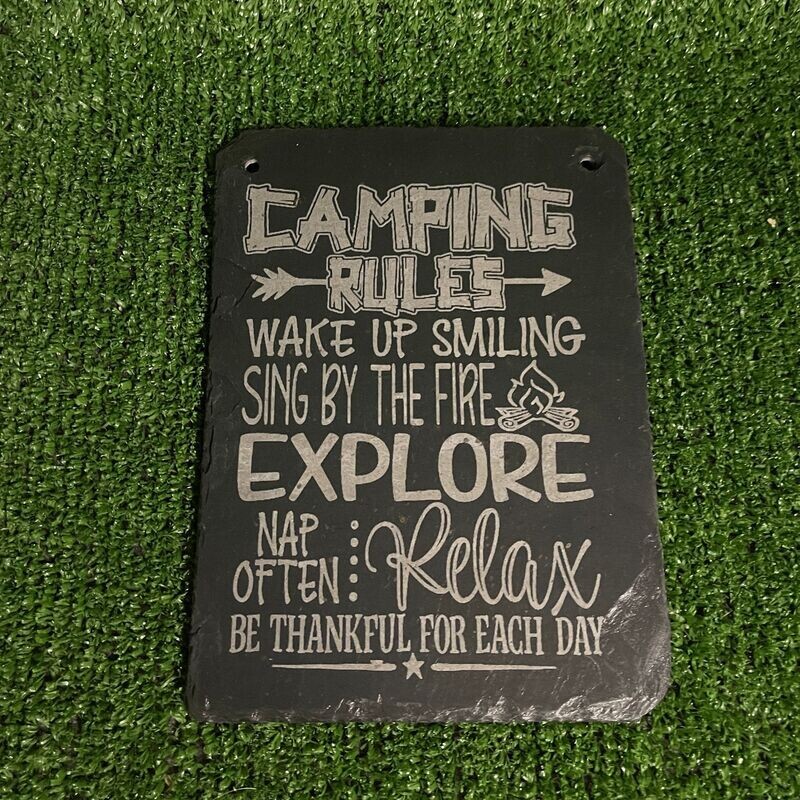 CAMPING
RULES
WAKE UP SMILING
SING BY THE FIRE
EXPLORE
NAP
OFTEN
Relax
BE THANKFUL FOR EACH DAY